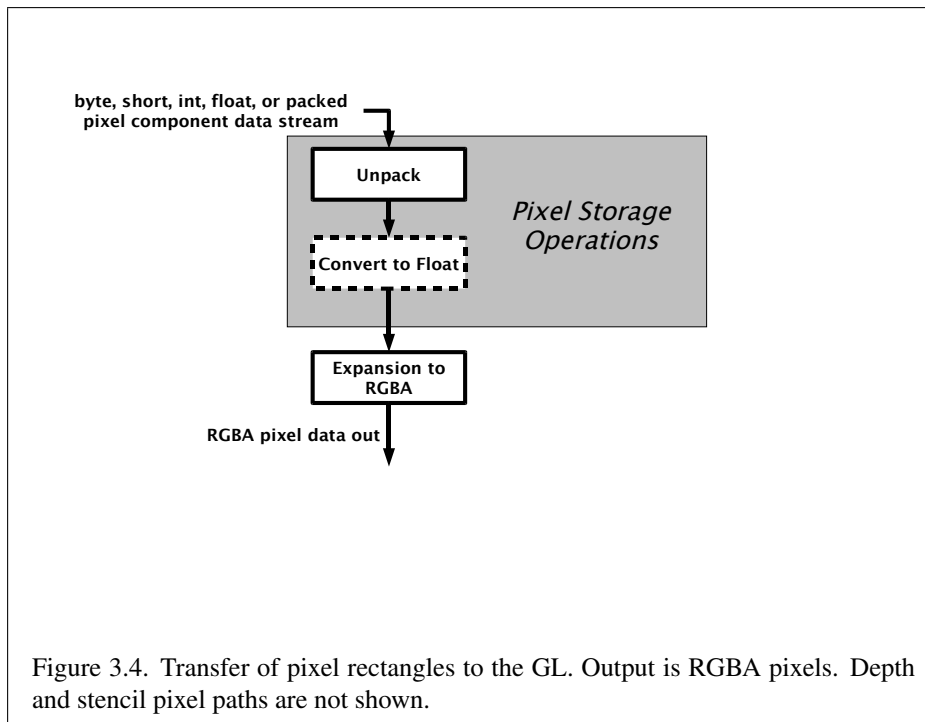 byte, short, int, float, or packed
pixel component data stream
Unpack
Pixel Storage
Operations
Convert to Float
Expansion to
RGBA
RGBA pixel data out
Figure 3.4. Transfer of pixel rectangles to the GL. Output is RGBA pixels. Depth
and stencil pixel paths are not shown.